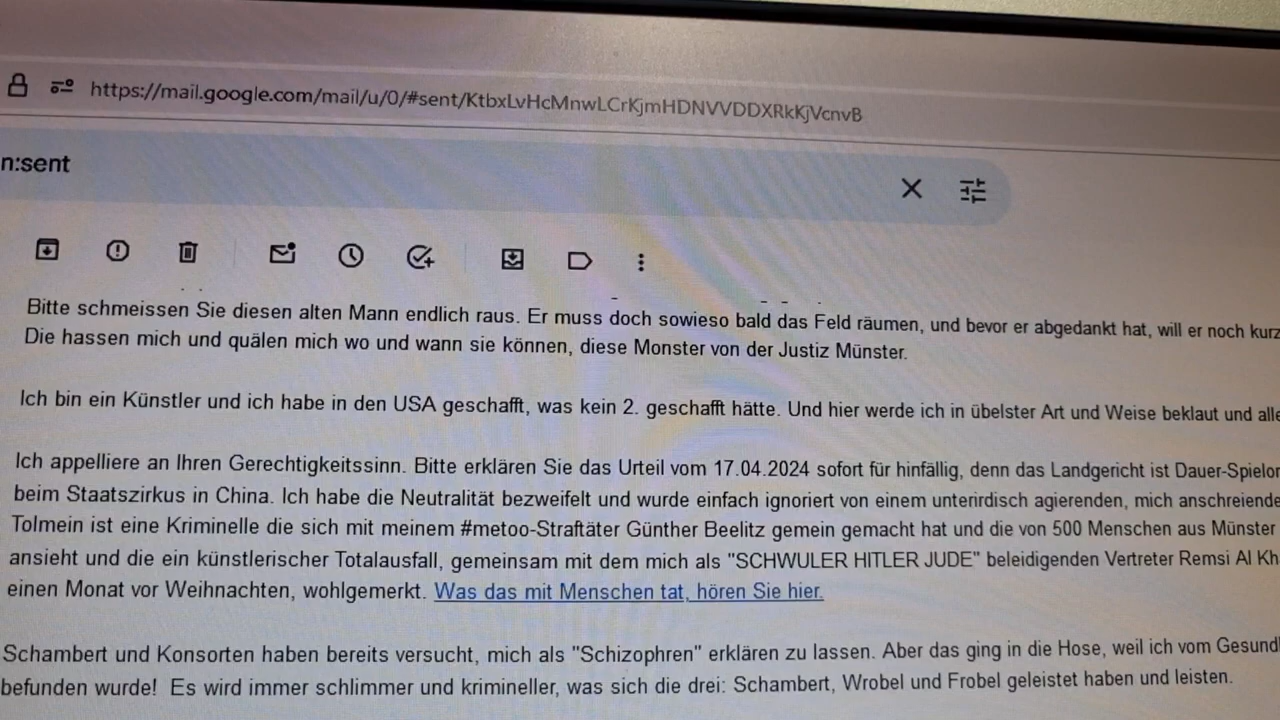 https://mail.google.com/mail/u/0/#sent/KtbxLvHcMnwLCrKjmHDNVVDDXRkKjVcnvB
n:sent
Bitte schmeissen Sie diesen alten Mann endlich raus. Er muss doch sowieso bald das Feld räumen, und bevor er abgedankt hat, will er noch kurz
Die hassen mich und quälen mich wo und wann sie können, diese Monster von der Justiz Münster.
Ich bin ein Künstler und ich habe in den USA geschafft, was kein 2. geschafft hätte. Und hier werde ich in übelster Art und Weise beklaut und alle
Ich appelliere an Ihren Gerechtigkeitssinn. Bitte erklären Sie das Urteil vom 17.04.2024 sofort für hinfällig, denn das Landgericht ist Dauer-Spielor
beim Staatszirkus in China. Ich habe die Neutralität bezweifelt und wurde einfach ignoriert von einem unterirdisch agierenden, mich anschreiende
Tolmein ist eine Kriminelle die sich mit meinem #metoo-Straftäter Günther Beelitz gemein gemacht hat und die von 500 Menschen aus Münster
ansieht und die ein künstlerischer Totalausfall, gemeinsam mit dem mich als "SCHWULER HITLER JUDE" beleidigenden Vertreter Remsi Al Kh
einen Monat vor Weihnachten, wohlgemerkt. Was das mit Menschen tat, hören Sie hier.
Schambert und Konsorten haben bereits versucht, mich als "Schizophren" erklären zu lassen. Aber das ging in die Hose, weil ich vom Gesund
befunden wurde! Es wird immer schlimmer und krimineller, was sich die drei: Schambert, Wrobel und Frobel geleistet haben und leisten.